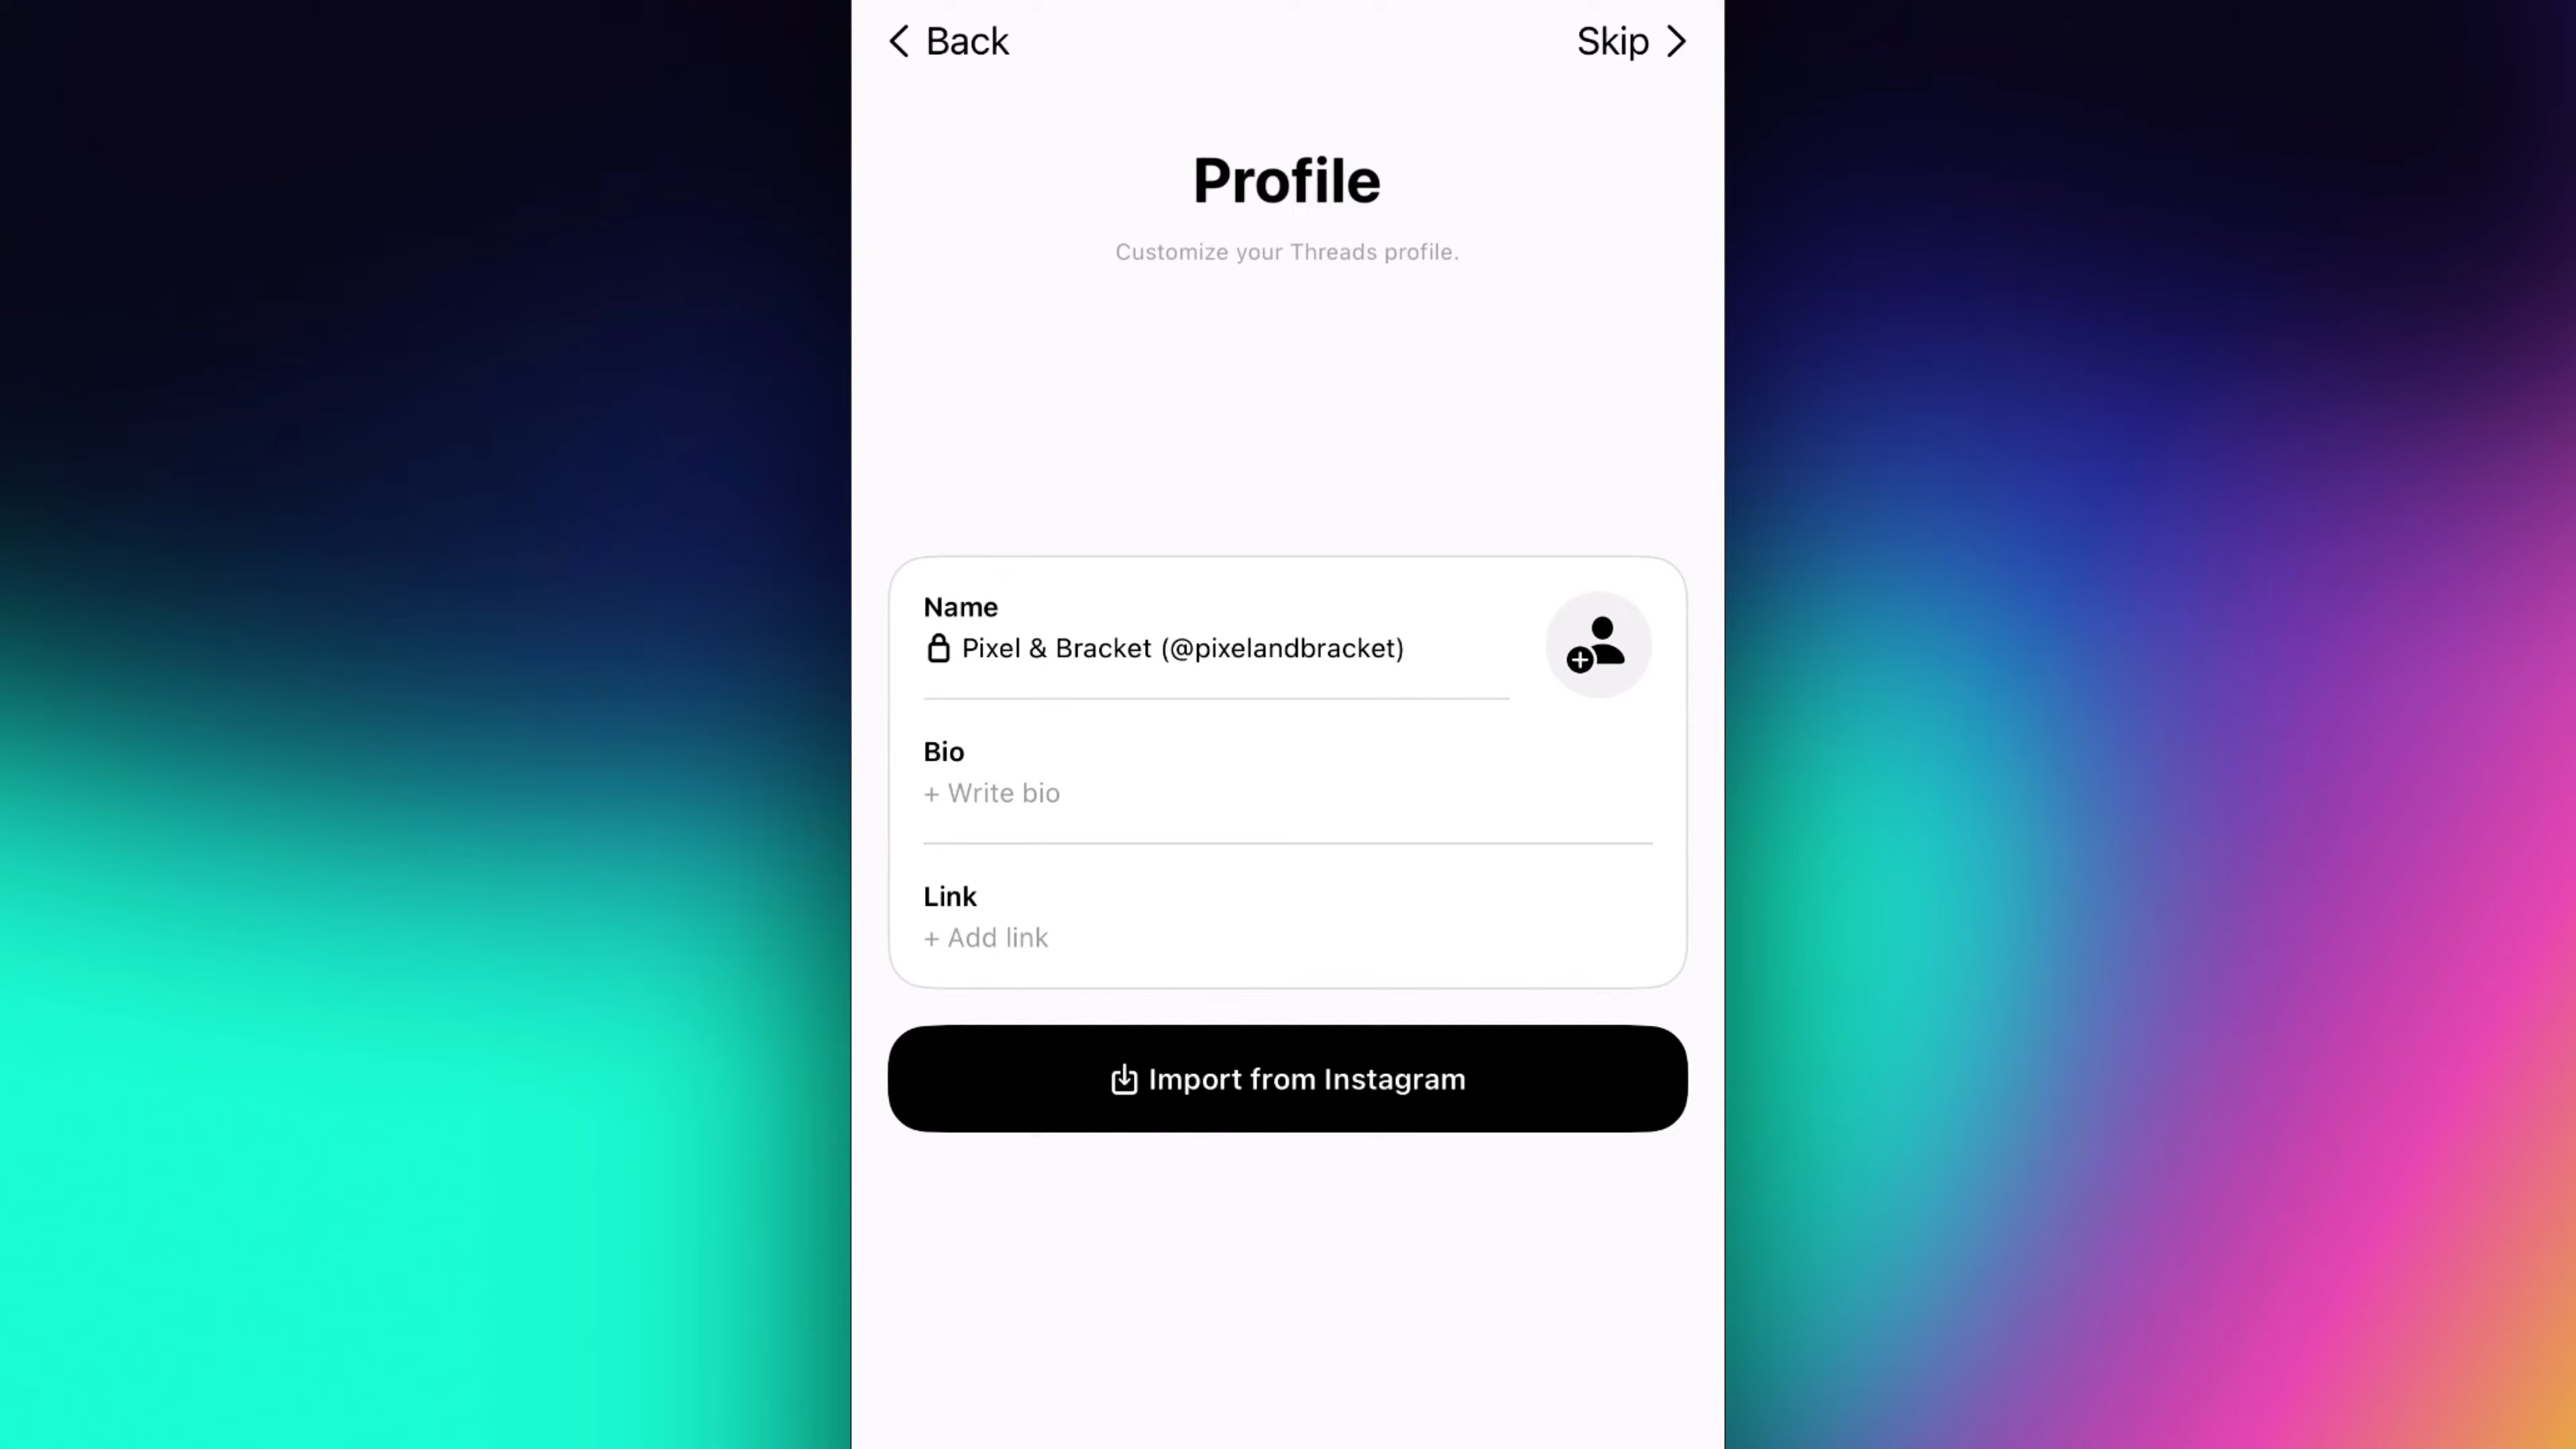 Back
Skip
Profile
Customize your Threads profile.
Name
Pixel & Bracket (@pixelandbracket)
Bio
+ Write bio
Link
+ Add link
Import from Instagram